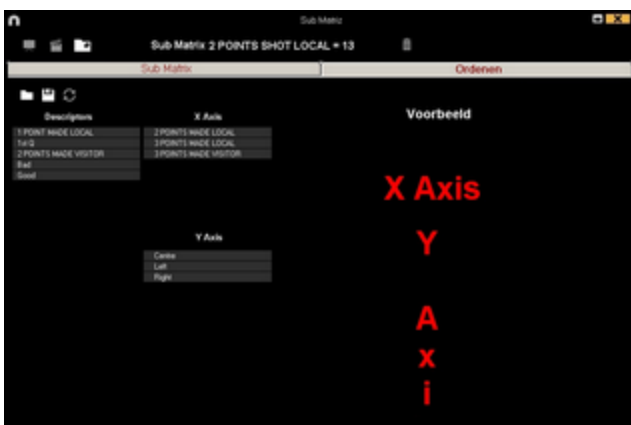 Sub Matrix
Sub Matrix 2 POINTS SHOT LOCAL = 13
Sub Matrix
Ordenen
Descriptors
X Axis
Voorbeeld
1 POINT MADE LOCAL
1st Q
2 POINTS MADE VISITOR
Bad
Good
2 POINTS MADE LOCAL
3 POINTS MADE LOCAL
3 POINTS MADE VISITOR
X Axis
Y Axis
Centre
Left
Right
Y
A
x
i